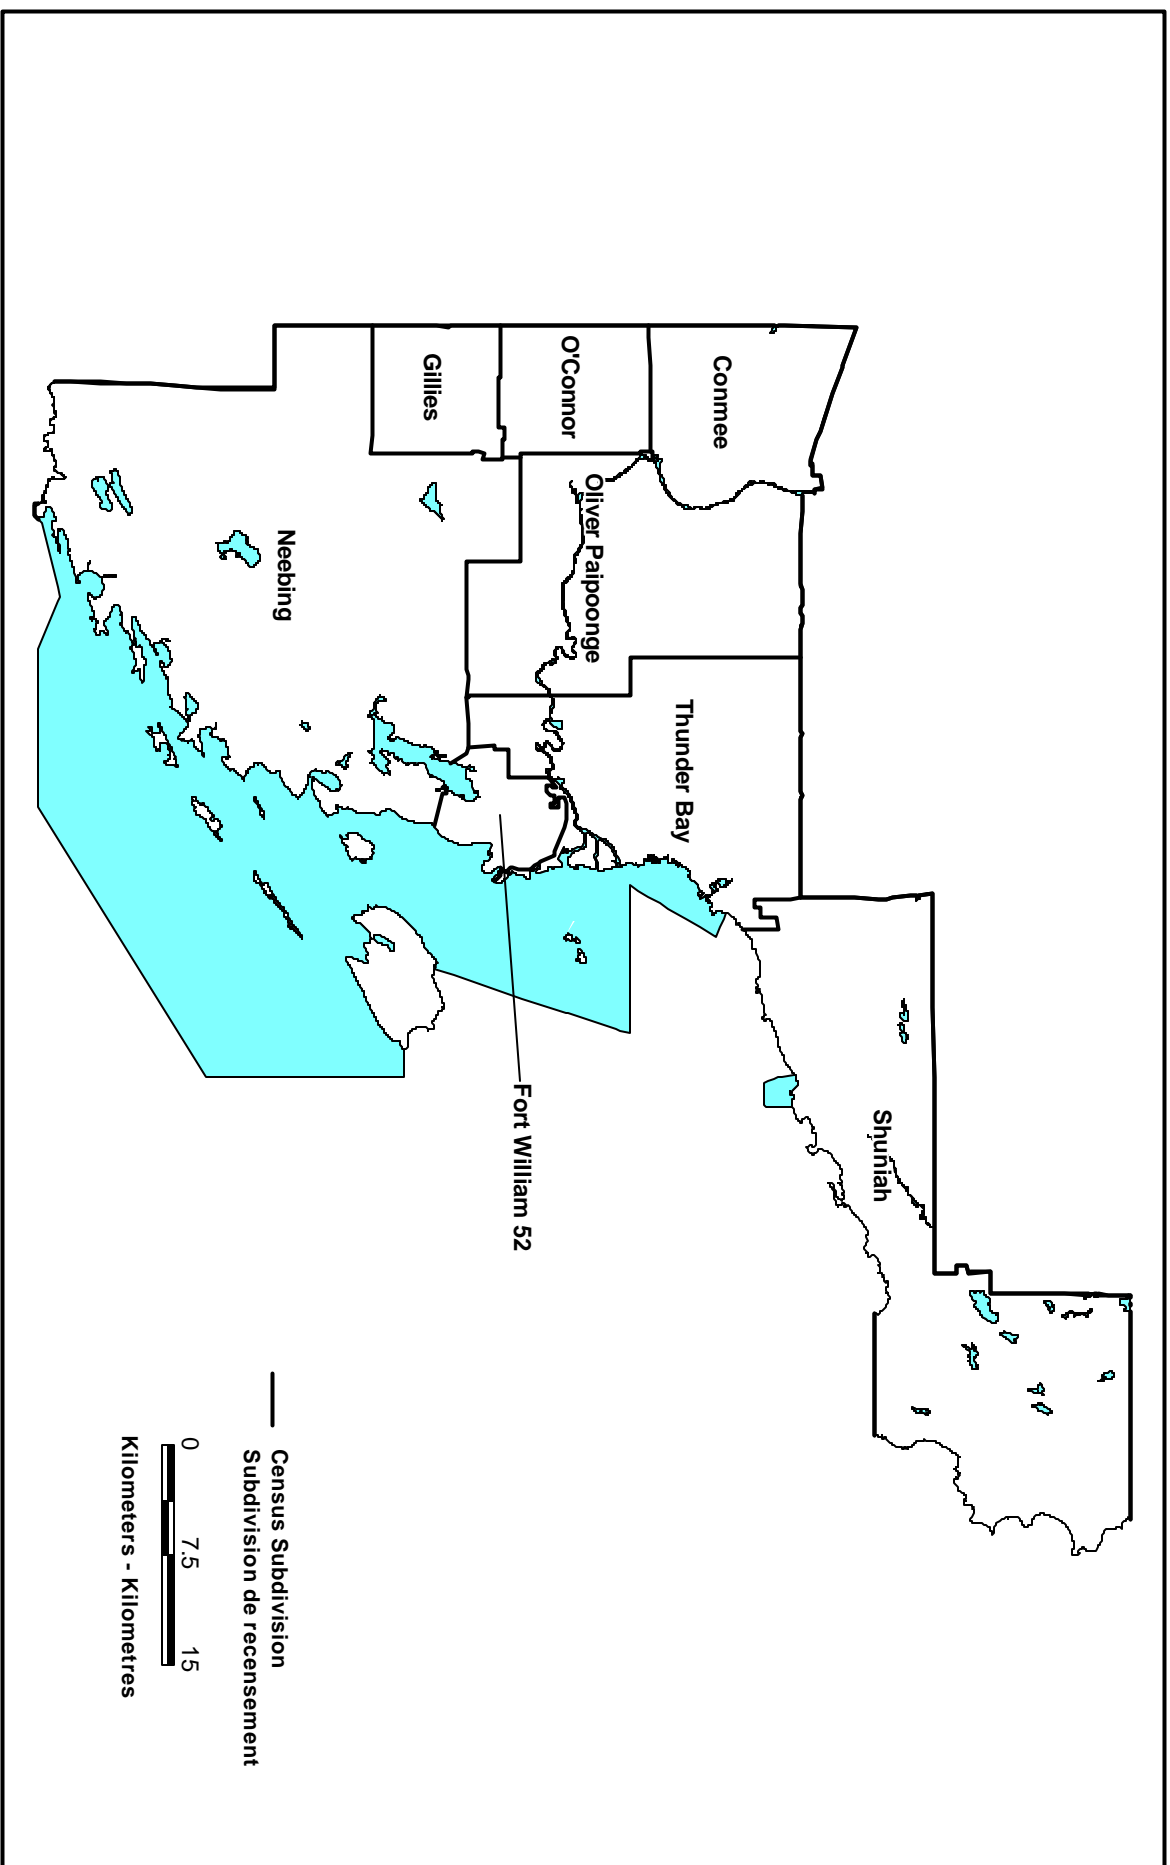 Shuniah
Conmee
Thunder Bay
Oliver Paipoonge
O'Connor
Fort William 52
Gillies
Neebing
Census Subdivision
Subdivision de recensement
0 7.5 15
Kilometers - Kilometres